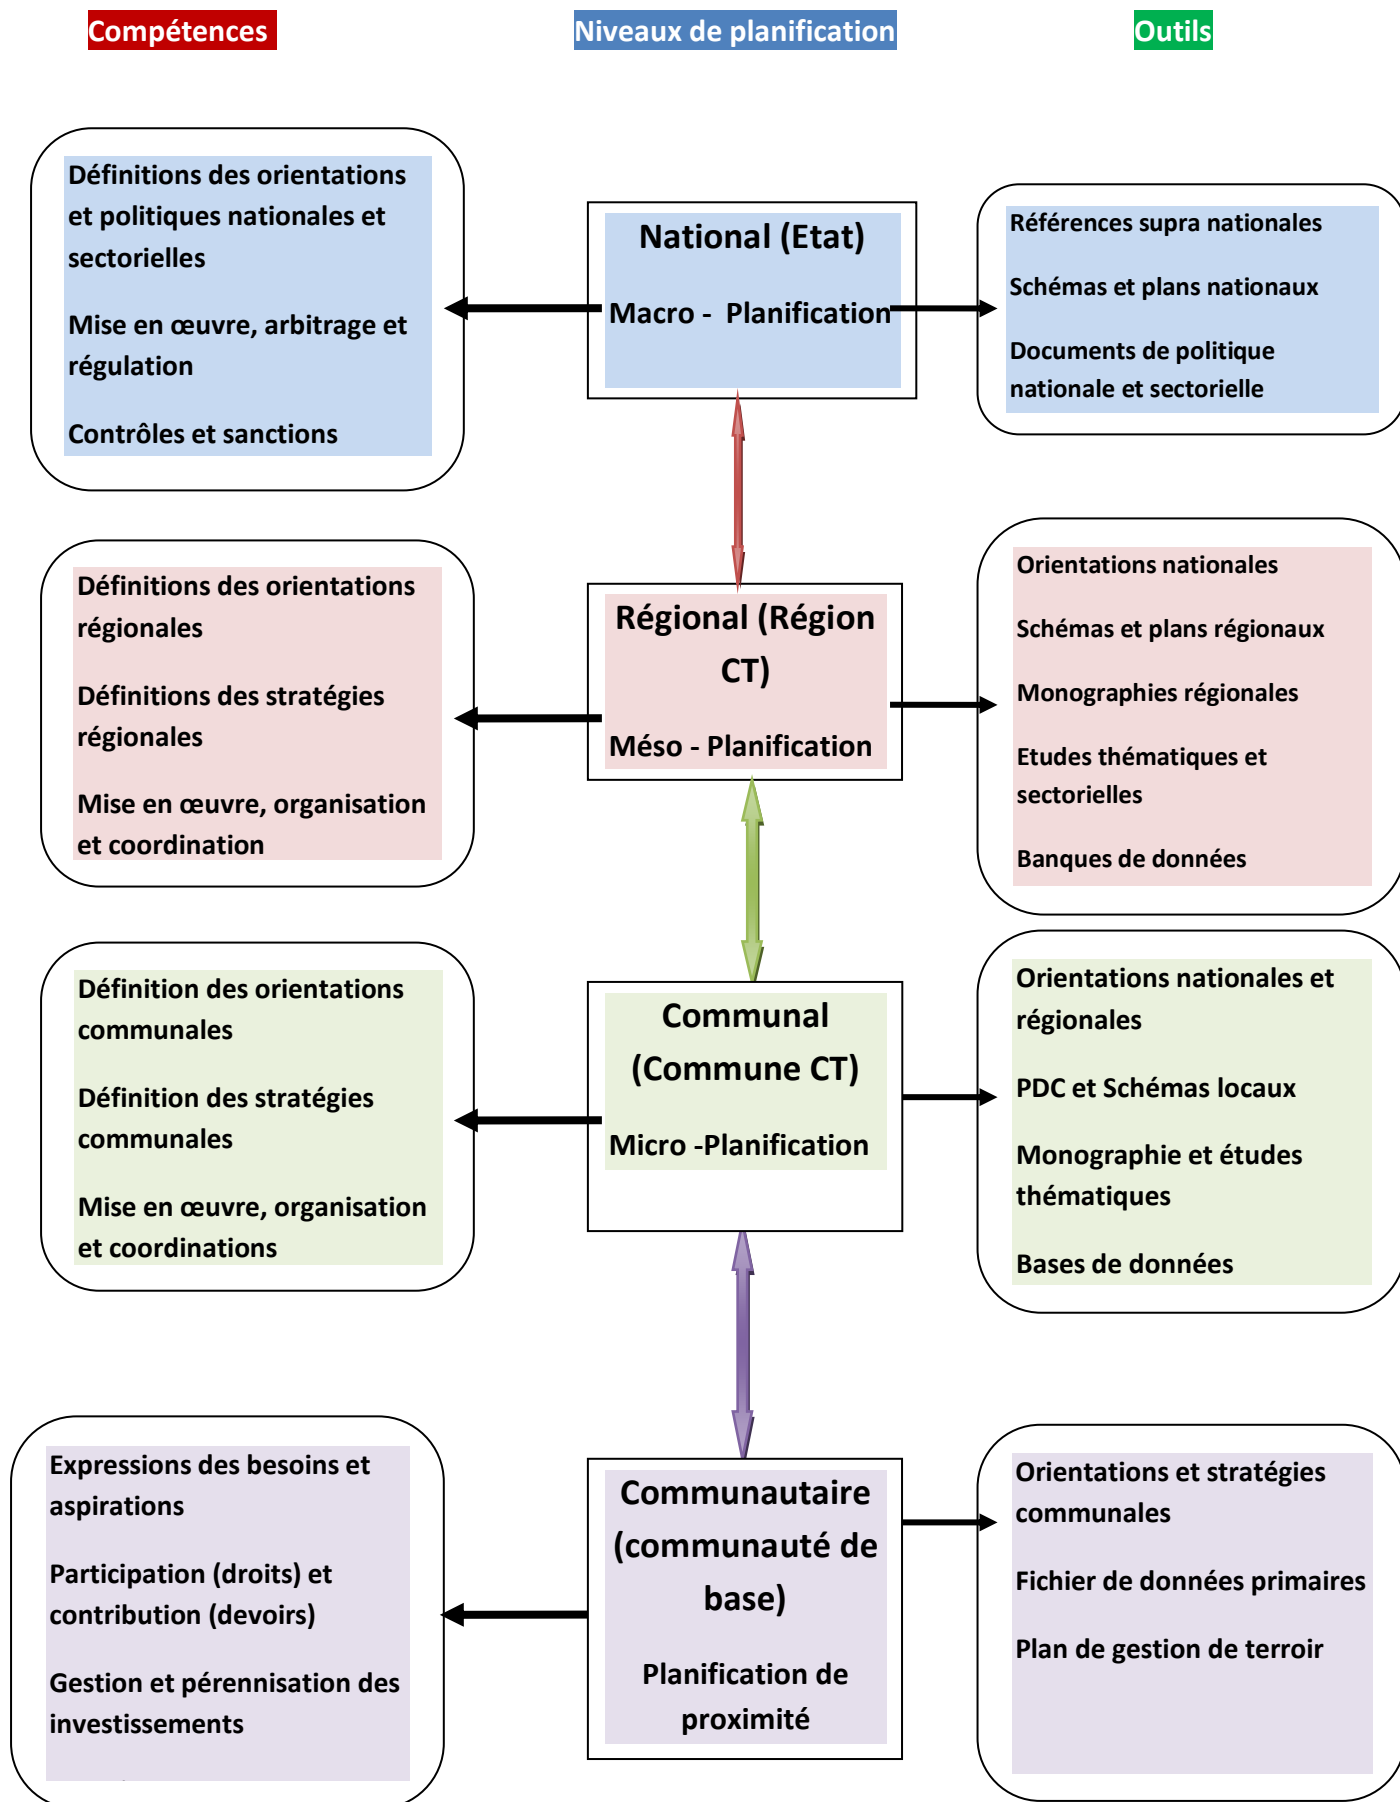 Compétences
Niveaux de planification
Outils
Définitions des orientations
et politiques nationales et
sectorielles
Mise en œuvre, arbitrage et
régulation
Contrôles et sanctions
National (Etat)
Macro - Planification
Références supra nationales
Schémas et plans nationaux
Documents de politique
nationale et sectorielle
Définitions des orientations
régionales
Définitions des stratégies
régionales
Mise en œuvre, organisation
et coordination
Régional (Région
CT)
Méso - Planification
Orientations nationales
Schémas et plans régionaux
Monographies régionales
Etudes thématiques et
sectorielles
Banques de données
Définition des orientations
communales
Définition des stratégies
communales
Mise en œuvre, organisation
et coordinations
Communal
(Commune CT)
Micro -Planification
Orientations nationales et
régionales
PDC et Schémas locaux
Monographie et études
thématiques
Bases de données
Expressions des besoins et
aspirations
Participation (droits) et
contribution (devoirs)
Gestion et pérennisation des
investissements
Communautaire
(communauté de
base)
Planification de
proximité
Orientations et stratégies
communales
Fichier de données primaires
Plan de gestion de terroir